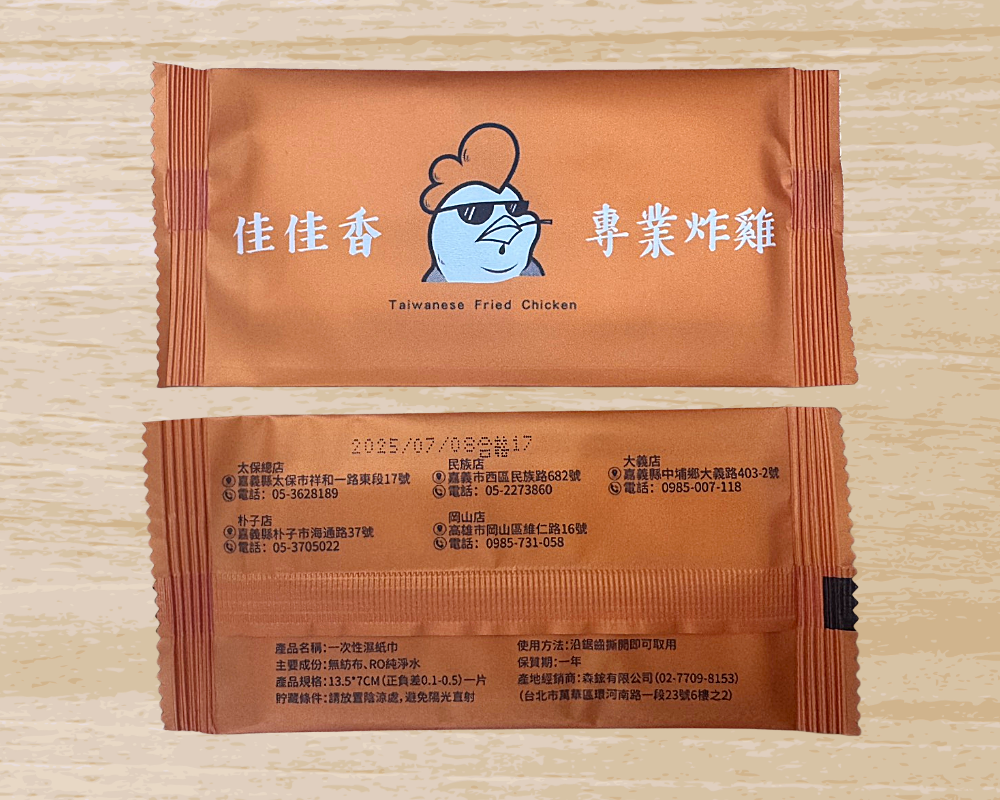 佳佳香
專業炸雞
Taiwanese Fried Chicken
2025/07/08合格17
太保總店
嘉義縣太保市祥和一路東段17號
電話：05-3628189
民族店
嘉義市西區民族路682號
電話：05-2273860
大義店
嘉義縣中埔鄉大義路403-2號
電話：0985-007-118
朴子店
嘉義縣朴子市海通路37號
電話：05-3705022
岡山店
高雄市岡山區維仁路16號
電話：0985-731-058
產品名稱：一次性濕紙巾
主要成份：無紡布、RO純淨水
產品規格：13.5*7CM（正負差0.1-0.5）一片
貯藏條件：請放置陰涼處，避免陽光直射
使用方法：沿鋸齒撕開即可取用
保質期：一年
產地經銷商：森鋐有限公司（02-7709-8153）
（台北市萬華區環河南路一段23號6樓之2）